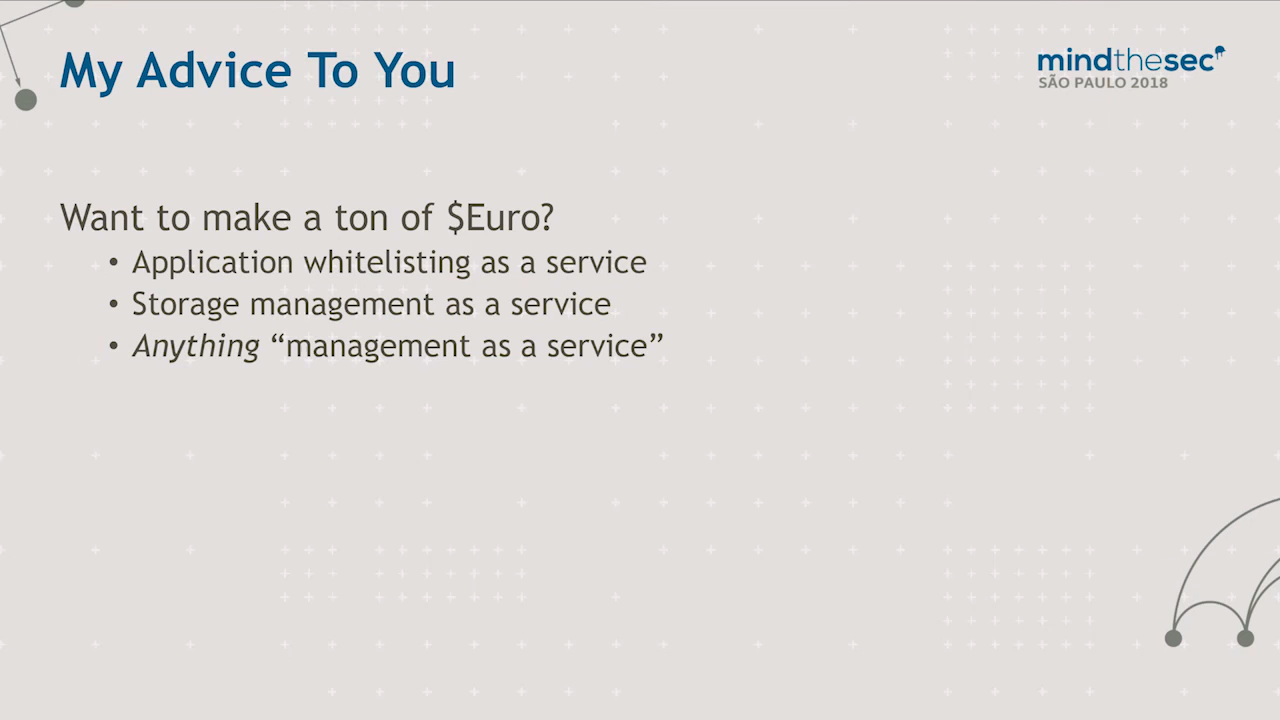 My Advice To You
mindthesec
SÃO PAULO 2018
Want to make a ton of $Euro?
• Application whitelisting as a service
• Storage management as a service
• Anything “management as a service”